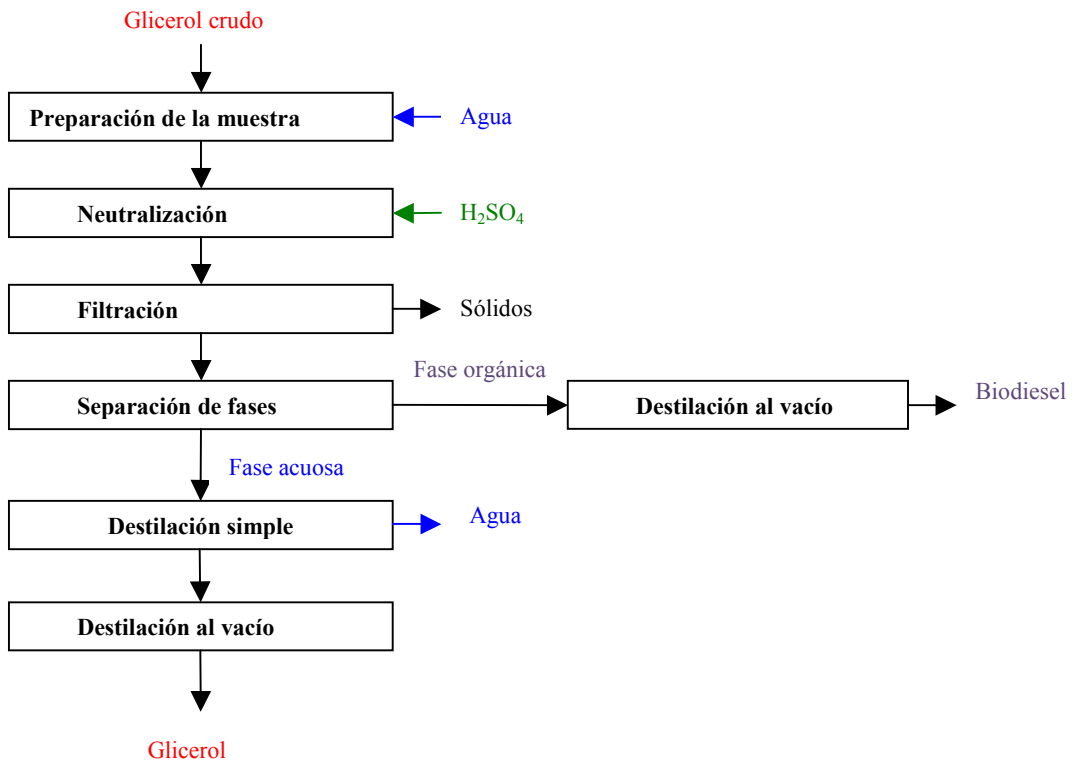 Glicerol crudo
Preparación de la muestra
Agua
Neutralización
H₂SO₄
Filtración
Sólidos
Fase orgánica
Separación de fases
Destilación al vacío
Biodiesel
Fase acuosa
Destilación simple
Agua
Destilación al vacío
Glicerol